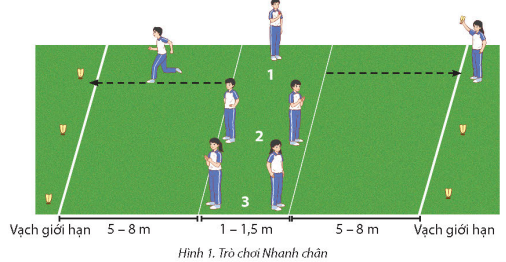 1
2
3
Vạch giới hạn 5 – 8 m 1 – 1,5 m 5 – 8 m Vạch giới hạn
Hình 1. Trò chơi Nhanh chân